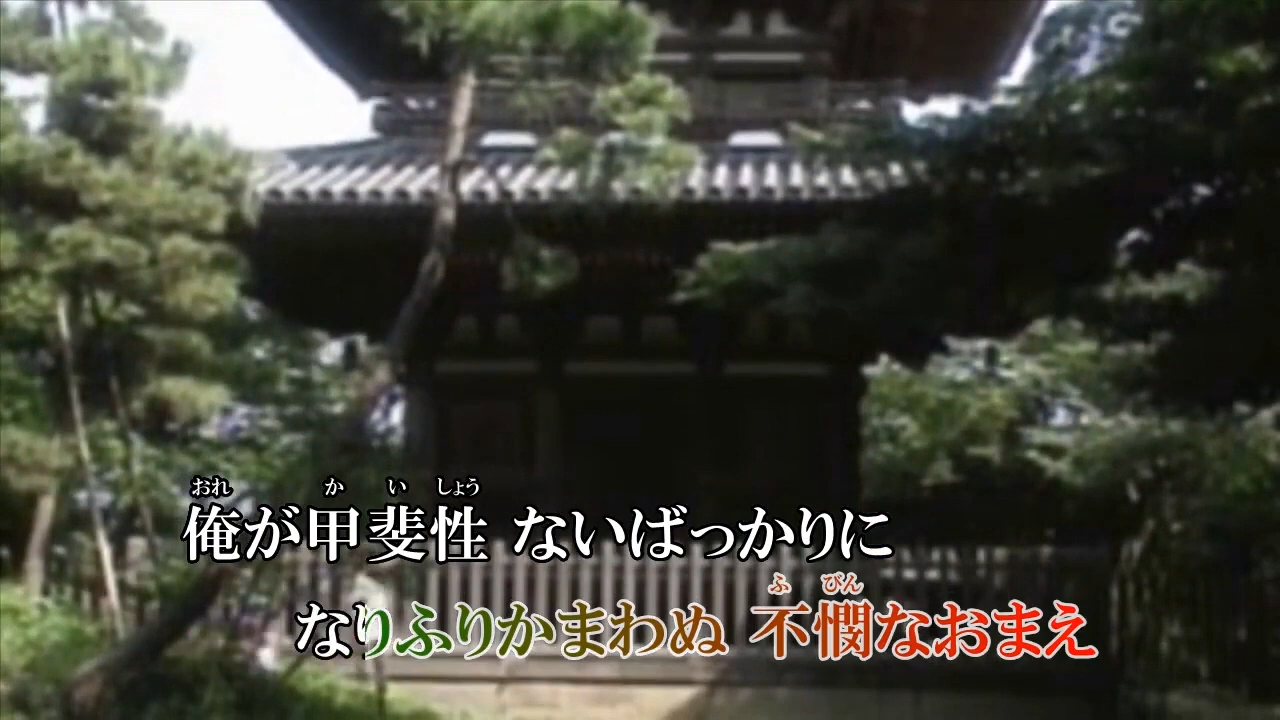 おれ か い しょう
俺が甲斐性 ないばっかりに
ふ びん
なりふりかまわぬ 不憫なおまえ